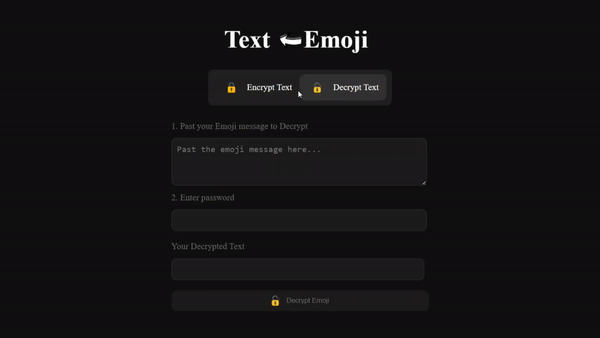 Text Emoji
Encrypt Text Decrypt Text
1. Past your Emoji message to Decrypt
Past the emoji message here...
2. Enter password
Your Decrypted Text
Decrypt Emoji